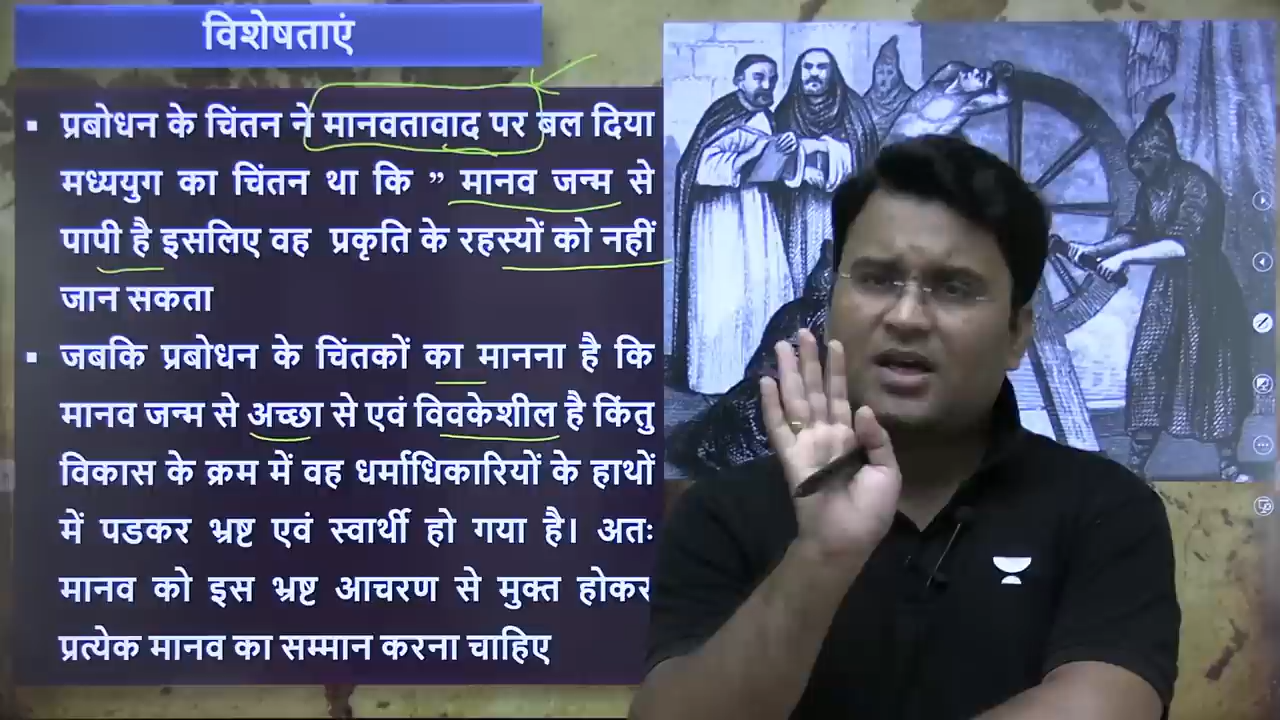 विशेषताएं
प्रबोधन के चिंतन ने मानवतावाद पर बल दिया
मध्ययुग का चिंतन था कि ” मानव जन्म से
पापी है इसलिए वह प्रकृति के रहस्यों को नहीं
जान सकता
जबकि प्रबोधन के चिंतकों का मानना है कि
मानव जन्म से अच्छा से एवं विवकेशील है किंतु
विकास के क्रम में वह धर्माधिकारियों के हाथों
में पडकर भ्रष्ट एवं स्वार्थी हो गया है। अतः
मानव को इस भ्रष्ट आचरण से मुक्त होकर
प्रत्येक मानव का सम्मान करना चाहिए